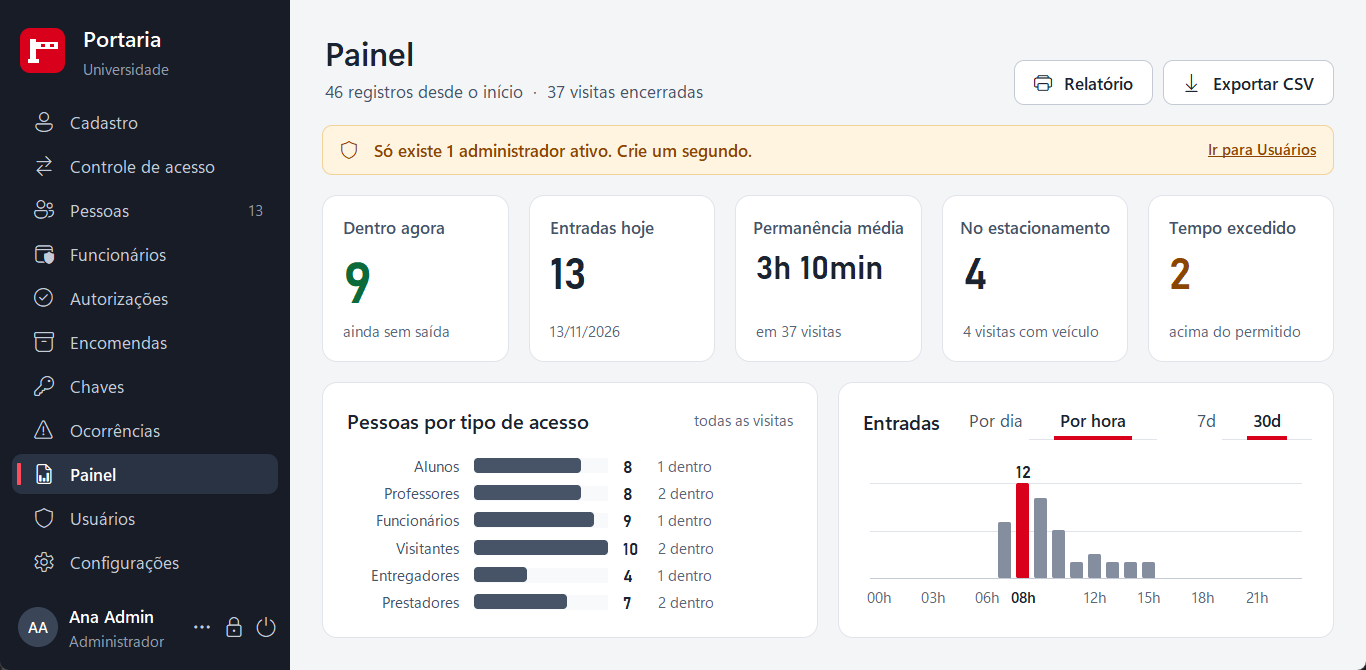 Portaria
Universidade
Cadastro
Controle de acesso
Pessoas 13
Funcionários
Autorizações
Encomendas
Chaves
Ocorrências
Painel
Usuários
Configurações
AA
Ana Admin
Administrador
Painel
46 registros desde o início · 37 visitas encerradas
Relatório
Exportar CSV
Só existe 1 administrador ativo. Crie um segundo.
Ir para Usuários
Dentro agora
9
ainda sem saída
Entradas hoje
13
13/11/2026
Permanência média
3h 10min
em 37 visitas
No estacionamento
4
4 visitas com veículo
Tempo excedido
2
acima do permitido
Pessoas por tipo de acesso
todas as visitas
Alunos 8 1 dentro
Professores 8 2 dentro
Funcionários 9 1 dentro
Visitantes 10 2 dentro
Entregadores 4 1 dentro
Prestadores 7 2 dentro
Entradas
Por dia Por hora 7d 30d
12
00h 03h 06h 08h 12h 15h 18h 21h